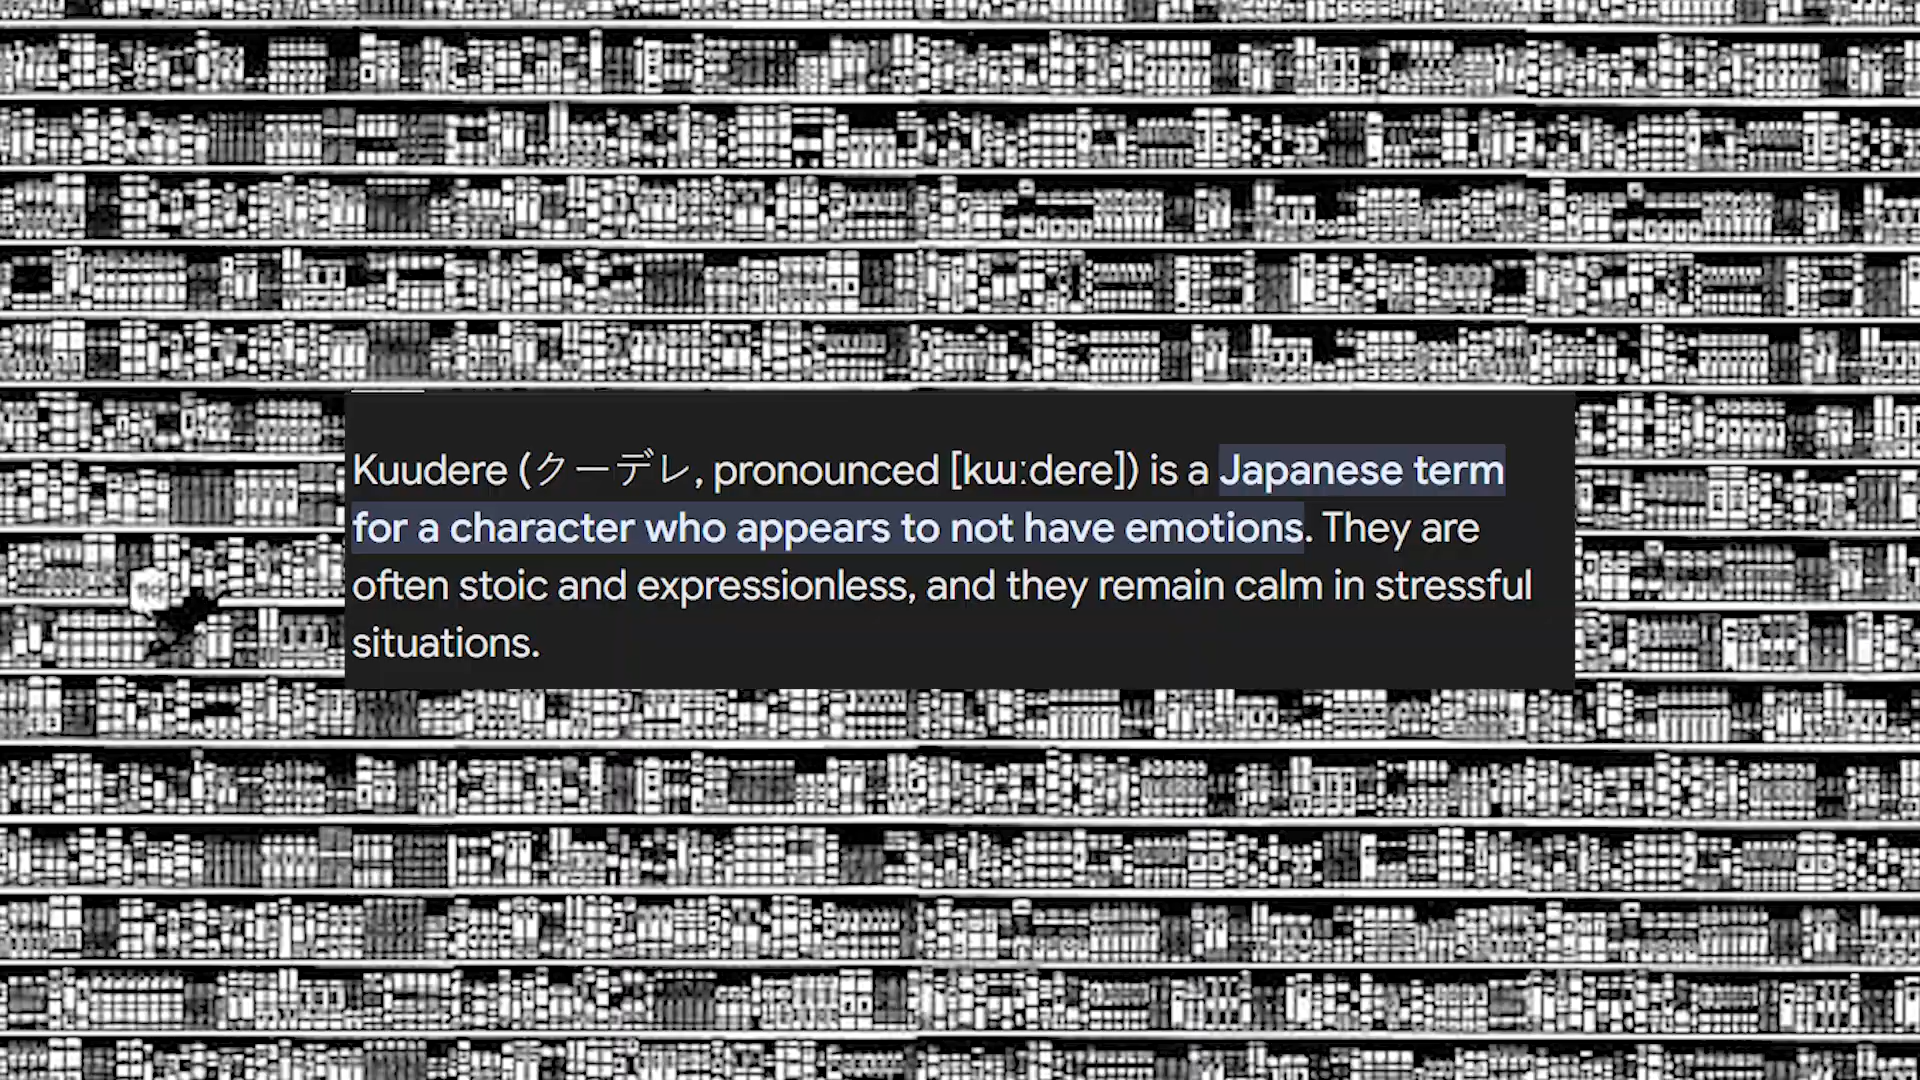 Kuudere (クーデレ, pronounced [kɯːdere]) is a Japanese term
for a character who appears to not have emotions. They are
often stoic and expressionless, and they remain calm in stressful
situations.